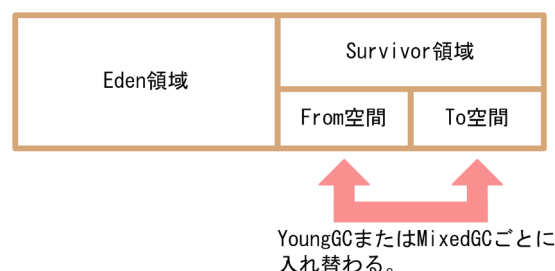 Eden領域
Survivor領域
From空間
To空間
YoungGCまたはMixedGCごとに
入れ替わる。